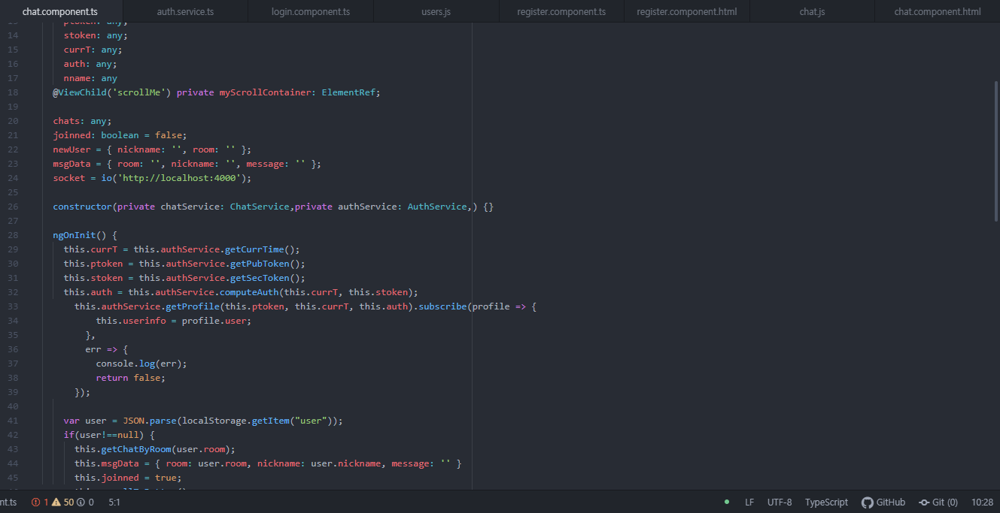 chat.component.ts auth.service.ts login.component.ts users.js register.component.ts register.component.html chat.js chat.component.html
13 ptoken: any;
14 stoken: any;
15 currT: any;
16 auth: any;
17 nname: any
18 @ViewChild('scrollMe') private myScrollContainer: ElementRef;
19
20 chats: any;
21 joinned: boolean = false;
22 newUser = { nickname: '', room: '' };
23 msgData = { room: '', nickname: '', message: '' };
24 socket = io('http://localhost:4000');
25
26 constructor(private chatService: ChatService,private authService: AuthService,) {}
27
28 ngOnInit() {
29 this.currT = this.authService.getCurrTime();
30 this.ptoken = this.authService.getPubToken();
31 this.stoken = this.authService.getSecToken();
32 this.auth = this.authService.computeAuth(this.currT, this.stoken);
33 this.authService.getProfile(this.ptoken, this.currT, this.auth).subscribe(profile => {
34 this.userinfo = profile.user;
35 },
36 err => {
37 console.log(err);
38 return false;
39 });
40
41 var user = JSON.parse(localStorage.getItem("user"));
42 if(user!==null) {
43 this.getChatByRoom(user.room);
44 this.msgData = { room: user.room, nickname: user.nickname, message: '' }
45 this.joinned = true;
nt.ts 1 50 0 5:1 LF UTF-8 TypeScript GitHub Git (0) 10:28